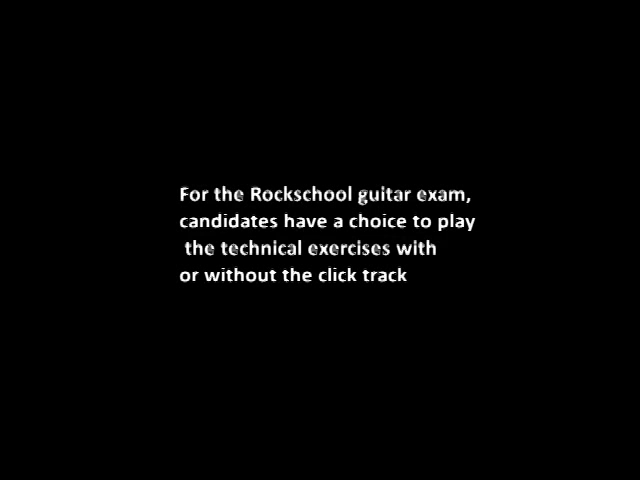 For the Rockschool guitar exam,
candidates have a choice to play
the technical exercises with
or without the click track